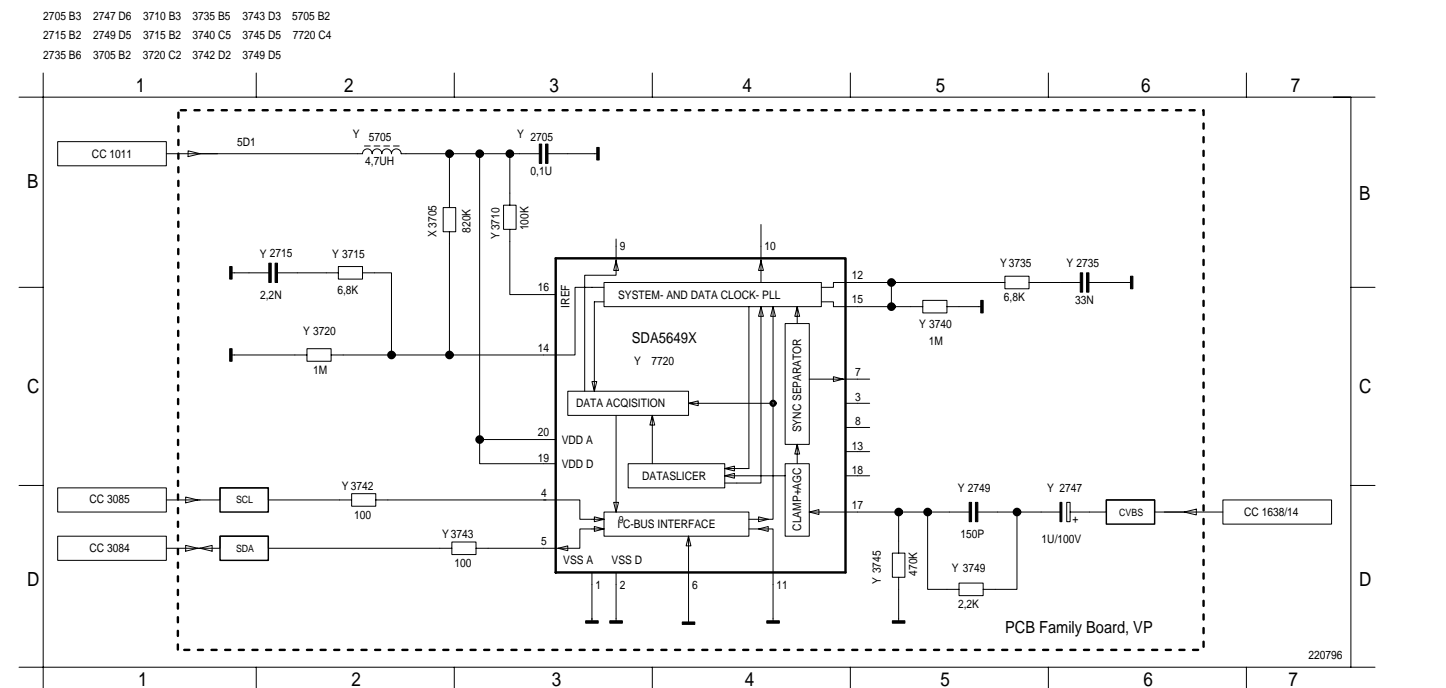 2705 B3 2747 D6 3710 B3 3735 B5 3743 D3 5705 B2
2715 B2 2749 D5 3715 B2 3740 C5 3745 D5 7720 C4
2735 B6 3705 B2 3720 C2 3742 D2 3749 D5
1 2 3 4 5 6 7
CC 1011
5D1
Y 5705
4,7UH
Y 2705
0,1U
B
B
X 3705
820K
Y 3710
100K
9
10
Y 2715
2,2N
Y 3715
6,8K
12
Y 3735
6,8K
Y 2735
33N
16
IREF
SYSTEM- AND DATA CLOCK- PLL
15
Y 3740
1M
Y 3720
1M
14
SDA5649X
Y 7720
SYNC SEPARATOR
7
C
C
DATA ACQISITION
3
8
20
VDD A
13
19
VDD D
DATASLICER
18
CC 3085
SCL
Y 3742
100
4
I²C-BUS INTERFACE
CLAMP+AGC
17
Y 2749
150P
Y 2747
+
1U/100V
CVBS
CC 1638/14
CC 3084
SDA
Y 3743
100
5
VSS A
VSS D
Y 3745
470K
Y 3749
2,2K
D
D
1
2
6
11
PCB Family Board, VP
220796
1 2 3 4 5 6 7